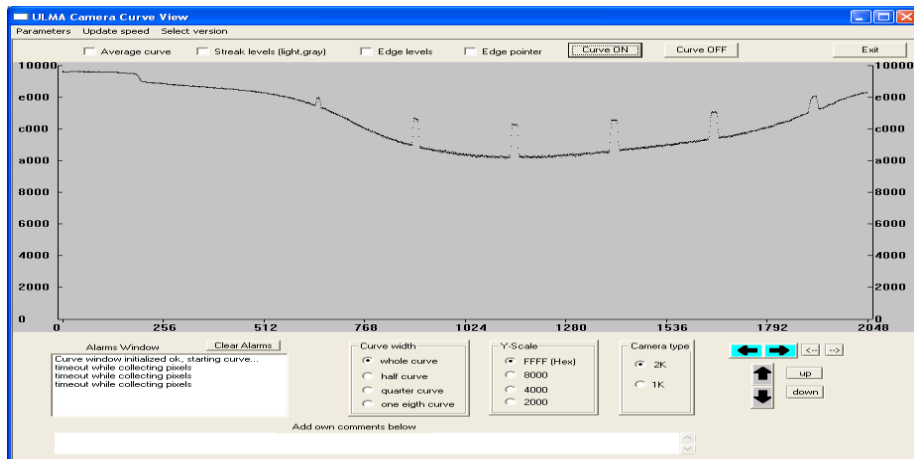 ULMA Camera Curve View
Parameters Update speed Select version
Average curve Streak levels (light,gray) Edge levels Edge pointer Curve ON Curve OFF Exit
10000 10000
e000 e000
c000 c000
a000 a000
8000 8000
6000 6000
4000 4000
2000 2000
0 0
0 256 512 768 1024 1280 1536 1792 2048
Alarms Window Clear Alarms
Curve window initialized ok, starting curve...
timeout while collecting pixels
timeout while collecting pixels
timeout while collecting pixels
Curve width
whole curve
half curve
quarter curve
one eigth curve
Y-Scale
FFFF (Hex)
8000
4000
2000
Camera type
2K
1K
<-- -->
up
down
Add own comments below